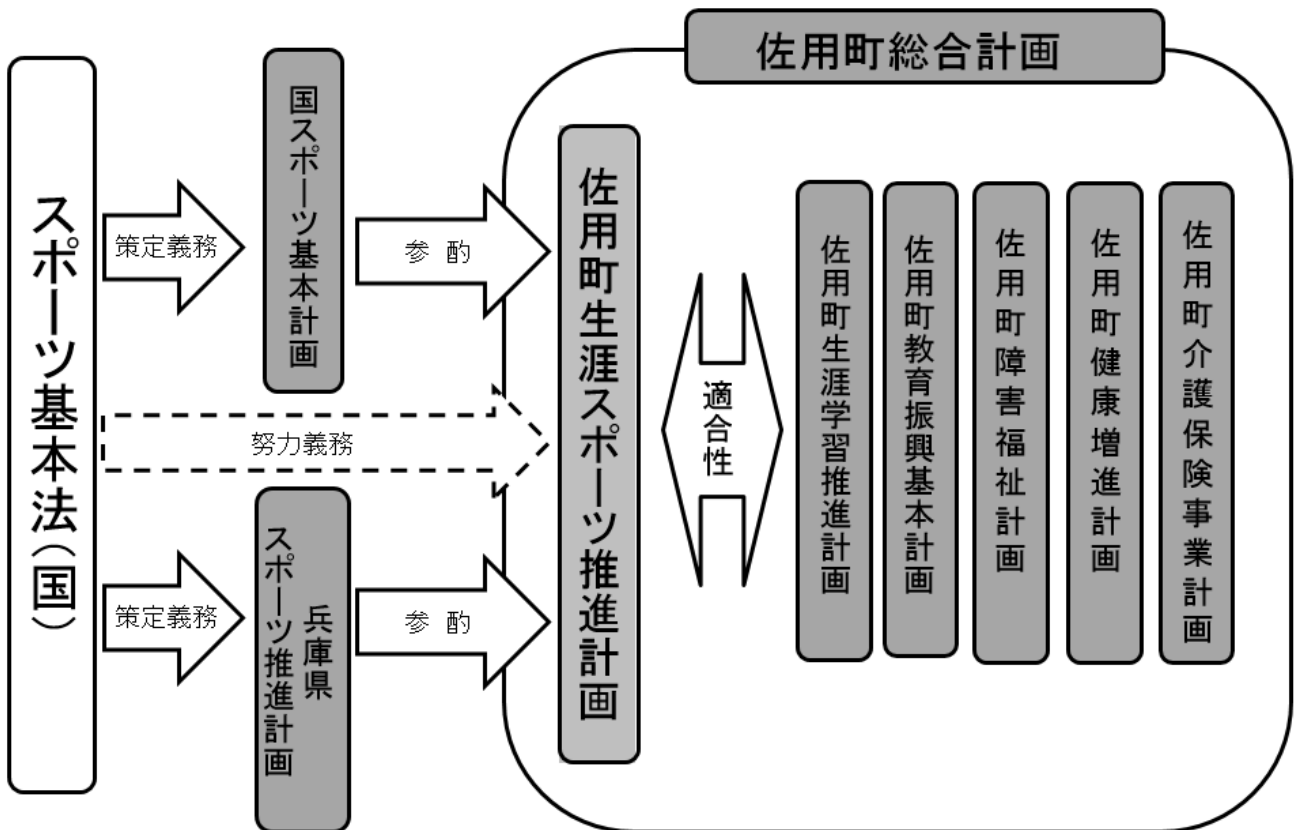 佐用町総合計画
スポーツ基本法（国）
策定義務
国スポーツ基本計画
参 酌
努力義務
策定義務
兵庫県
スポーツ推進計画
参 酌
佐用町生涯スポーツ推進計画
適合性
佐用町生涯学習推進計画
佐用町教育振興基本計画
佐用町障害福祉計画
佐用町健康増進計画
佐用町介護保険事業計画